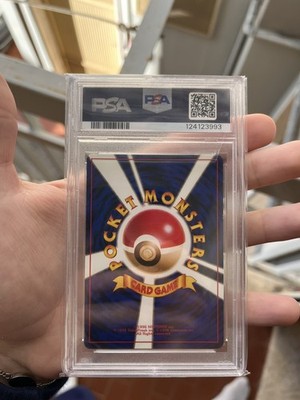 PSA
PSA
124123993
POCKET MONSTERS
CARD GAME